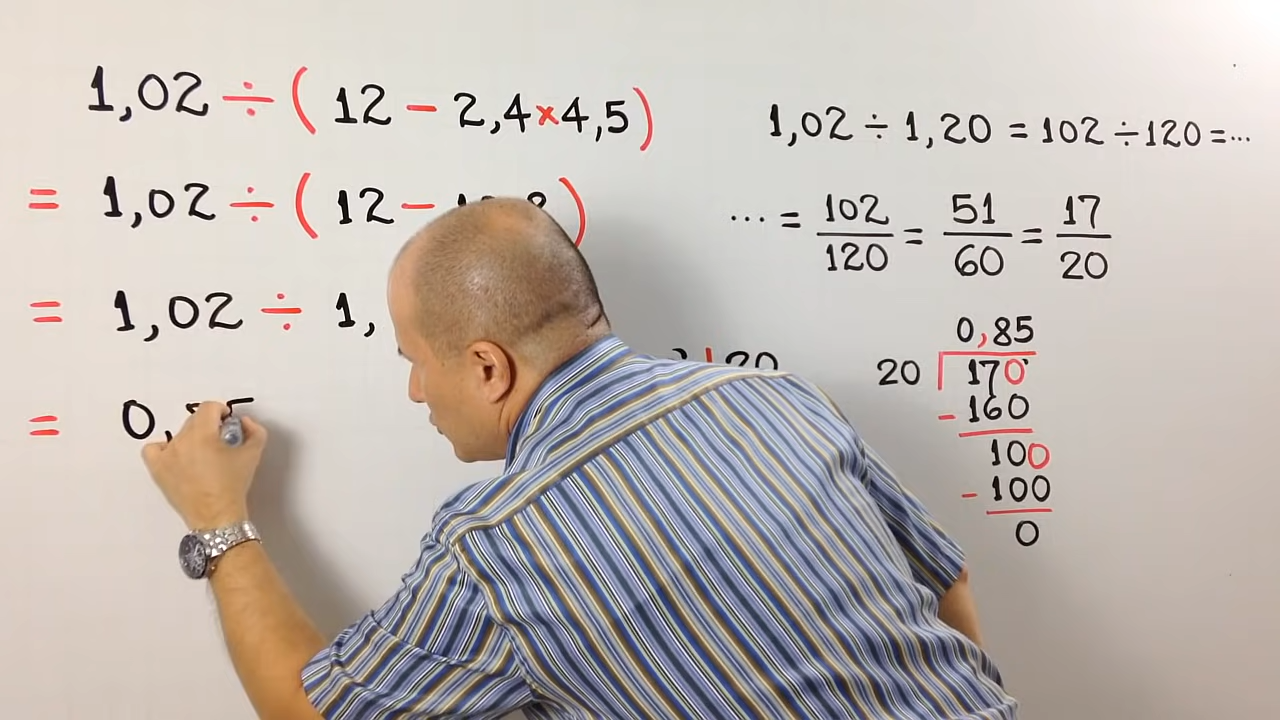 1,02 ÷ ( 12 − 2,4×4,5)
= 1,02 ÷ ( 12 −
= 1,02 ÷ 1,
= 0,
1,02 ÷ 1,20 = 102 ÷ 120 = ...
... = 102/120 = 51/60 = 17/20
0,85
20 170
- 160
100
- 100
0